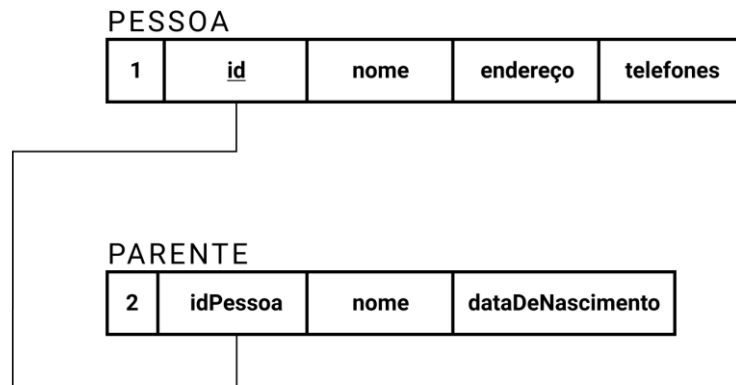 PESSOA
1 id nome endereço telefones
PARENTE
2 idPessoa nome dataDeNascimento